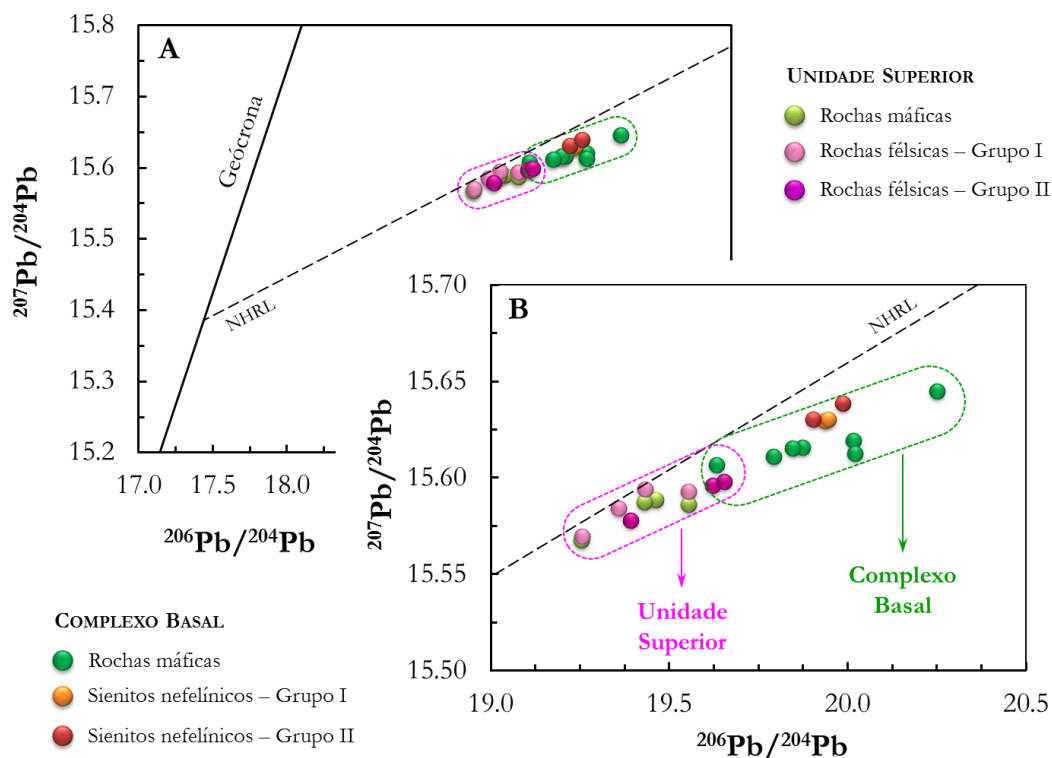 A
15.8
15.7
15.6
15.5
15.4
15.3
15.2
²⁰⁷Pb/²⁰⁴Pb
Geócrona
NHRL
17.0
17.5
18.0
²⁰⁶Pb/²⁰⁴Pb
UNIDADE SUPERIOR
Rochas máficas
Rochas félsicas – Grupo I
Rochas félsicas – Grupo II
B
15.70
15.65
15.60
15.55
15.50
²⁰⁷Pb/²⁰⁴Pb
NHRL
Unidade
Superior
Complexo
Basal
19.0
19.5
20.0
20.5
²⁰⁶Pb/²⁰⁴Pb
COMPLEXO BASAL
Rochas máficas
Sienitos nefelínicos – Grupo I
Sienitos nefelínicos – Grupo II